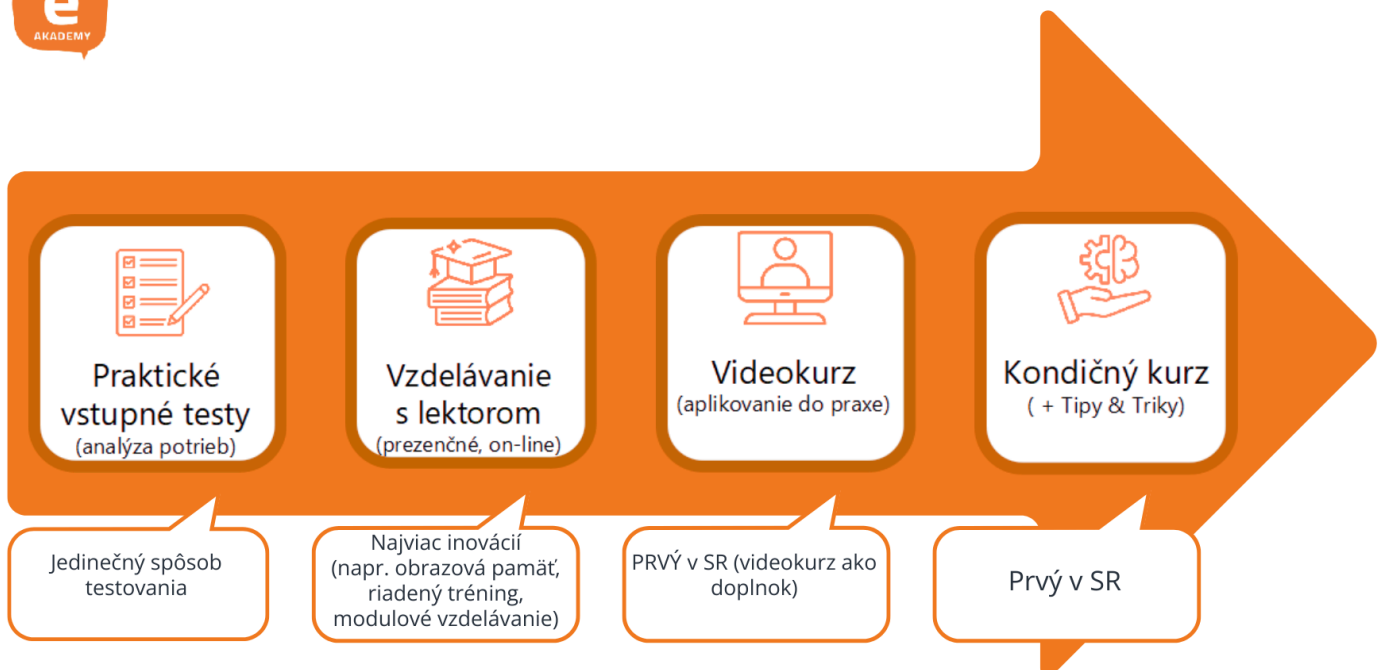 e
AKADEMY
Praktické
vstupné testy
(analýza potrieb)
Vzdelávanie
s lektorom
(prezenčné, on-line)
Videokurz
(aplikovanie do praxe)
Kondičný kurz
( + Tipy & Triky)
Jedinečný spôsob
testovania
Najviac inovácií
(napr. obrazová pamäť,
riadený tréning,
modulové vzdelávanie)
PRVÝ v SR (videokurz ako
doplnok)
Prvý v SR